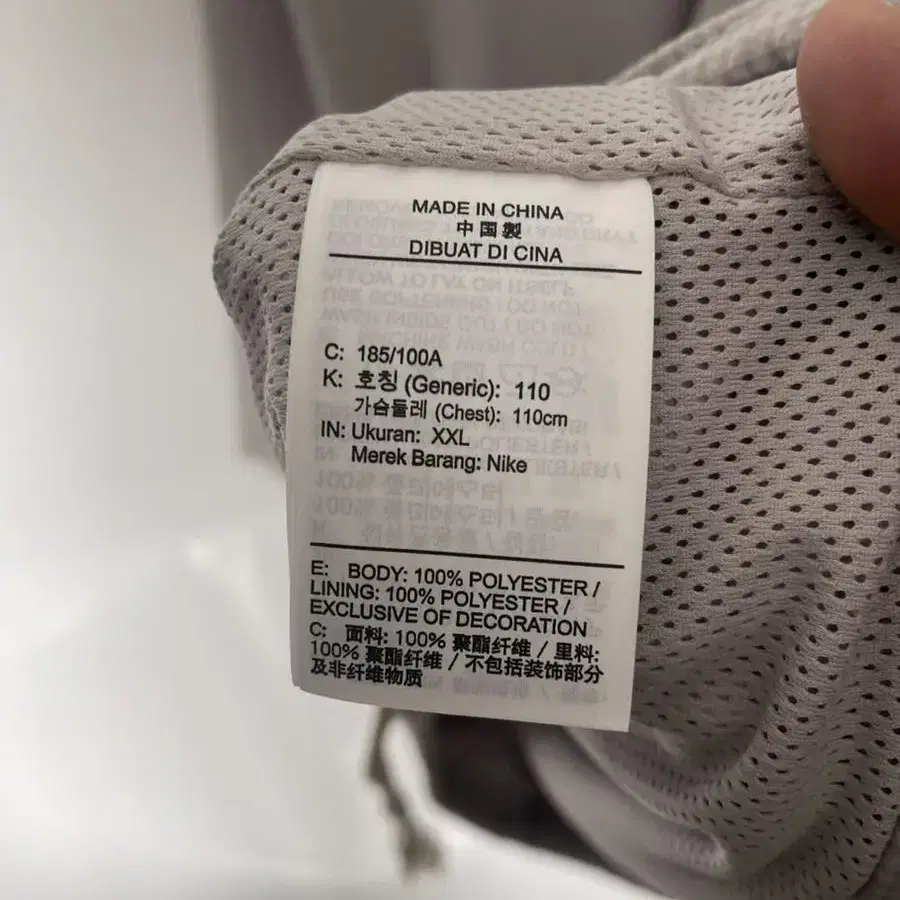 MADE IN CHINA
中国製
DIBUAT DI CINA
C: 185/100A
K: 호칭 (Generic): 110
가슴둘레 (Chest): 110cm
IN: Ukuran: XXL
Merek Barang: Nike
E: BODY: 100% POLYESTER /
LINING: 100% POLYESTER /
EXCLUSIVE OF DECORATION
C: 面料: 100% 聚酯纤维 / 里料:
100% 聚酯纤维 / 不包括装饰部分
及非纤维物质